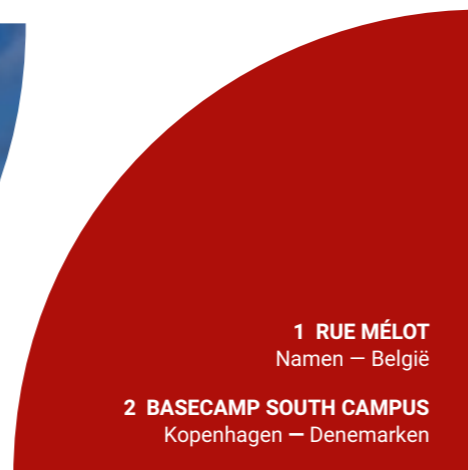 1 RUE MÉLOT
Namen — België
2 BASECAMP SOUTH CAMPUS
Kopenhagen — Denemarken